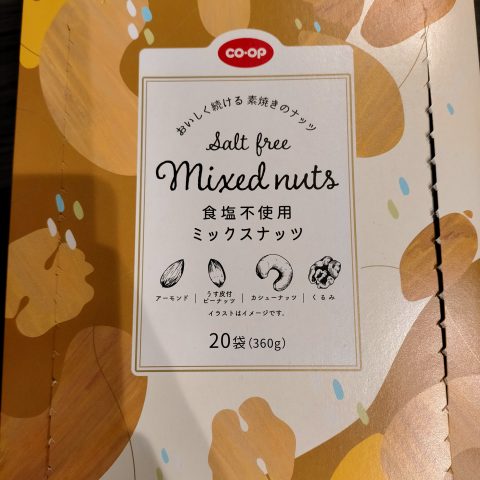 CO·OP
おいしく続ける 素焼きのナッツ
Salt free
Mixed nuts
食塩不使用
ミックスナッツ
アーモンド
うす皮付
ピーナッツ
カシューナッツ
くるみ
イラストはイメージです。
20袋(360g)